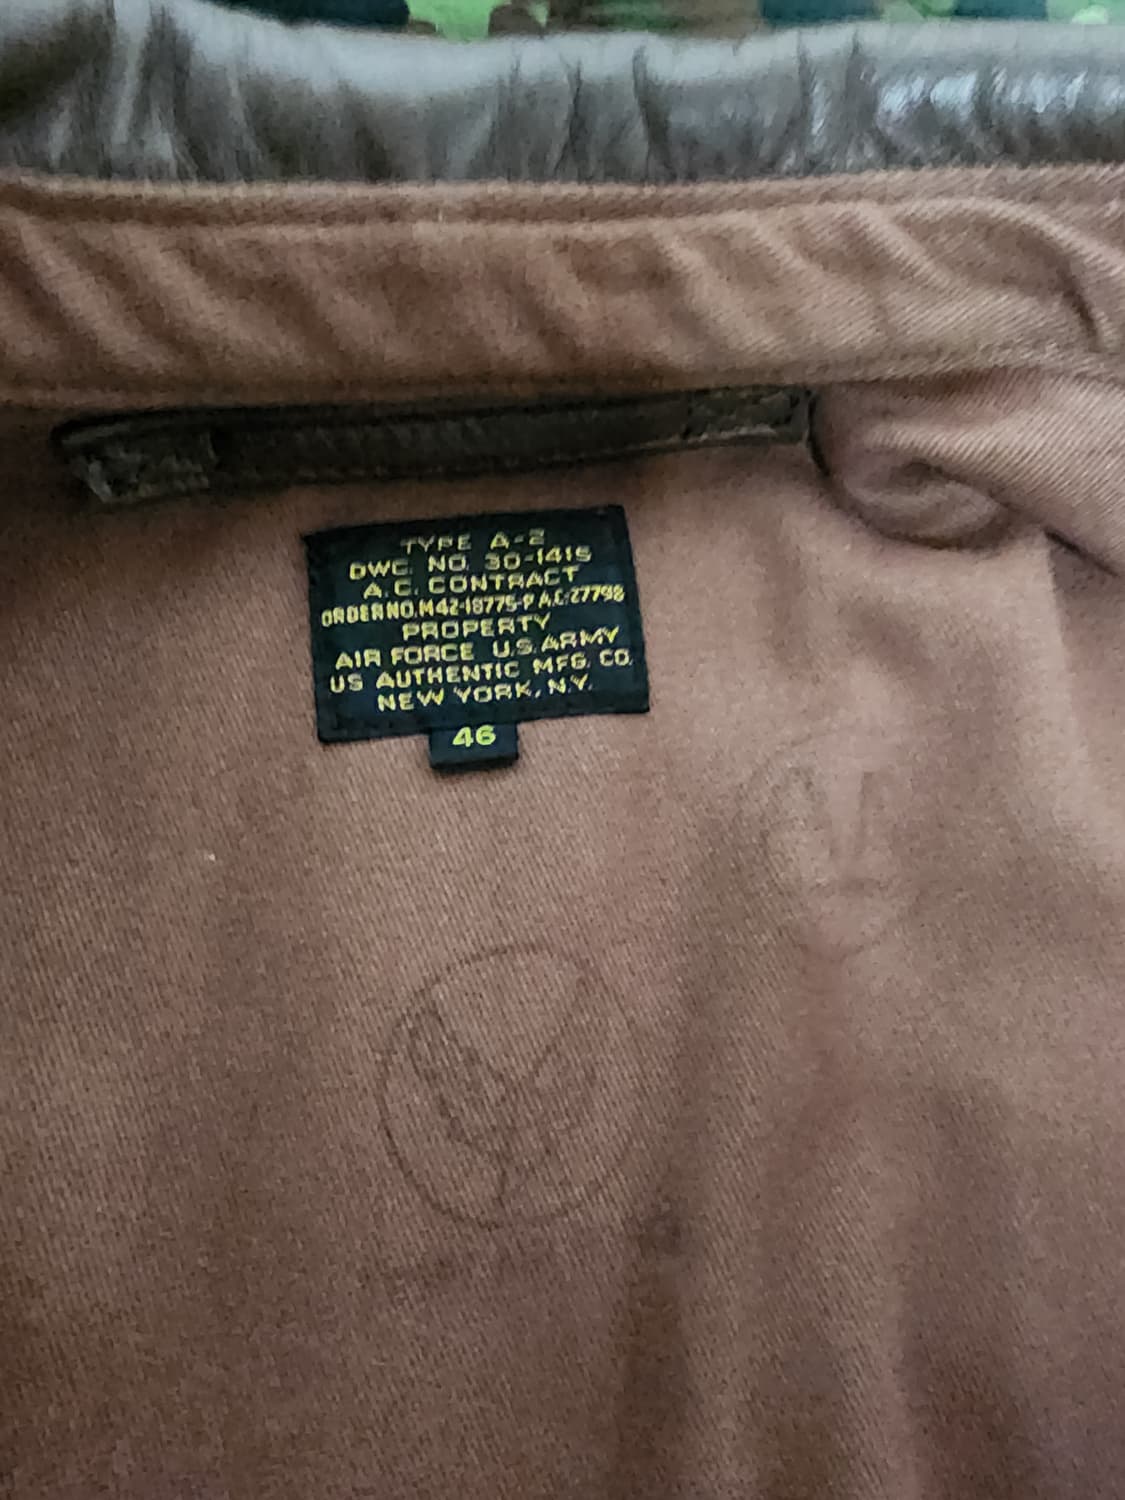 TYPE A-2
DWG. NO. 30-1415
A.C. CONTRACT
ORDER NO. M42-18775-P A.C. 27798
PROPERTY
AIR FORCE U.S. ARMY
US AUTHENTIC MFG. CO.
NEW YORK, N.Y.
46